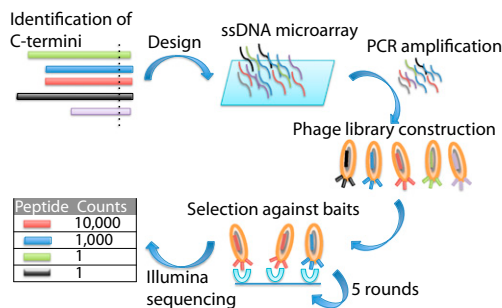 Identification of
C-termini
Design
ssDNA microarray
PCR amplification
Phage library construction
Selection against baits
5 rounds
Illumina
sequencing
Peptide Counts
10,000
1,000
1
1